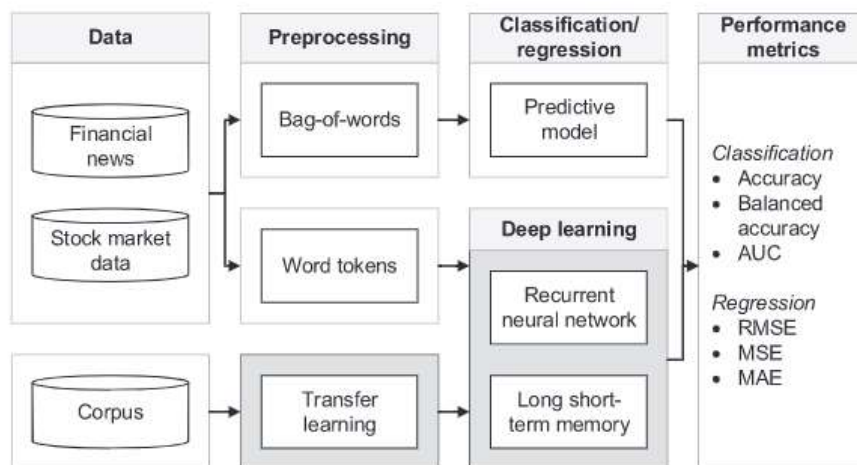 Data
Financial
news
Stock market
data
Corpus
Preprocessing
Bag-of-words
Word tokens
Transfer
learning
Classification/
regression
Predictive
model
Deep learning
Recurrent
neural network
Long short-
term memory
Performance
metrics
Classification
• Accuracy
• Balanced
accuracy
• AUC
Regression
• RMSE
• MSE
• MAE